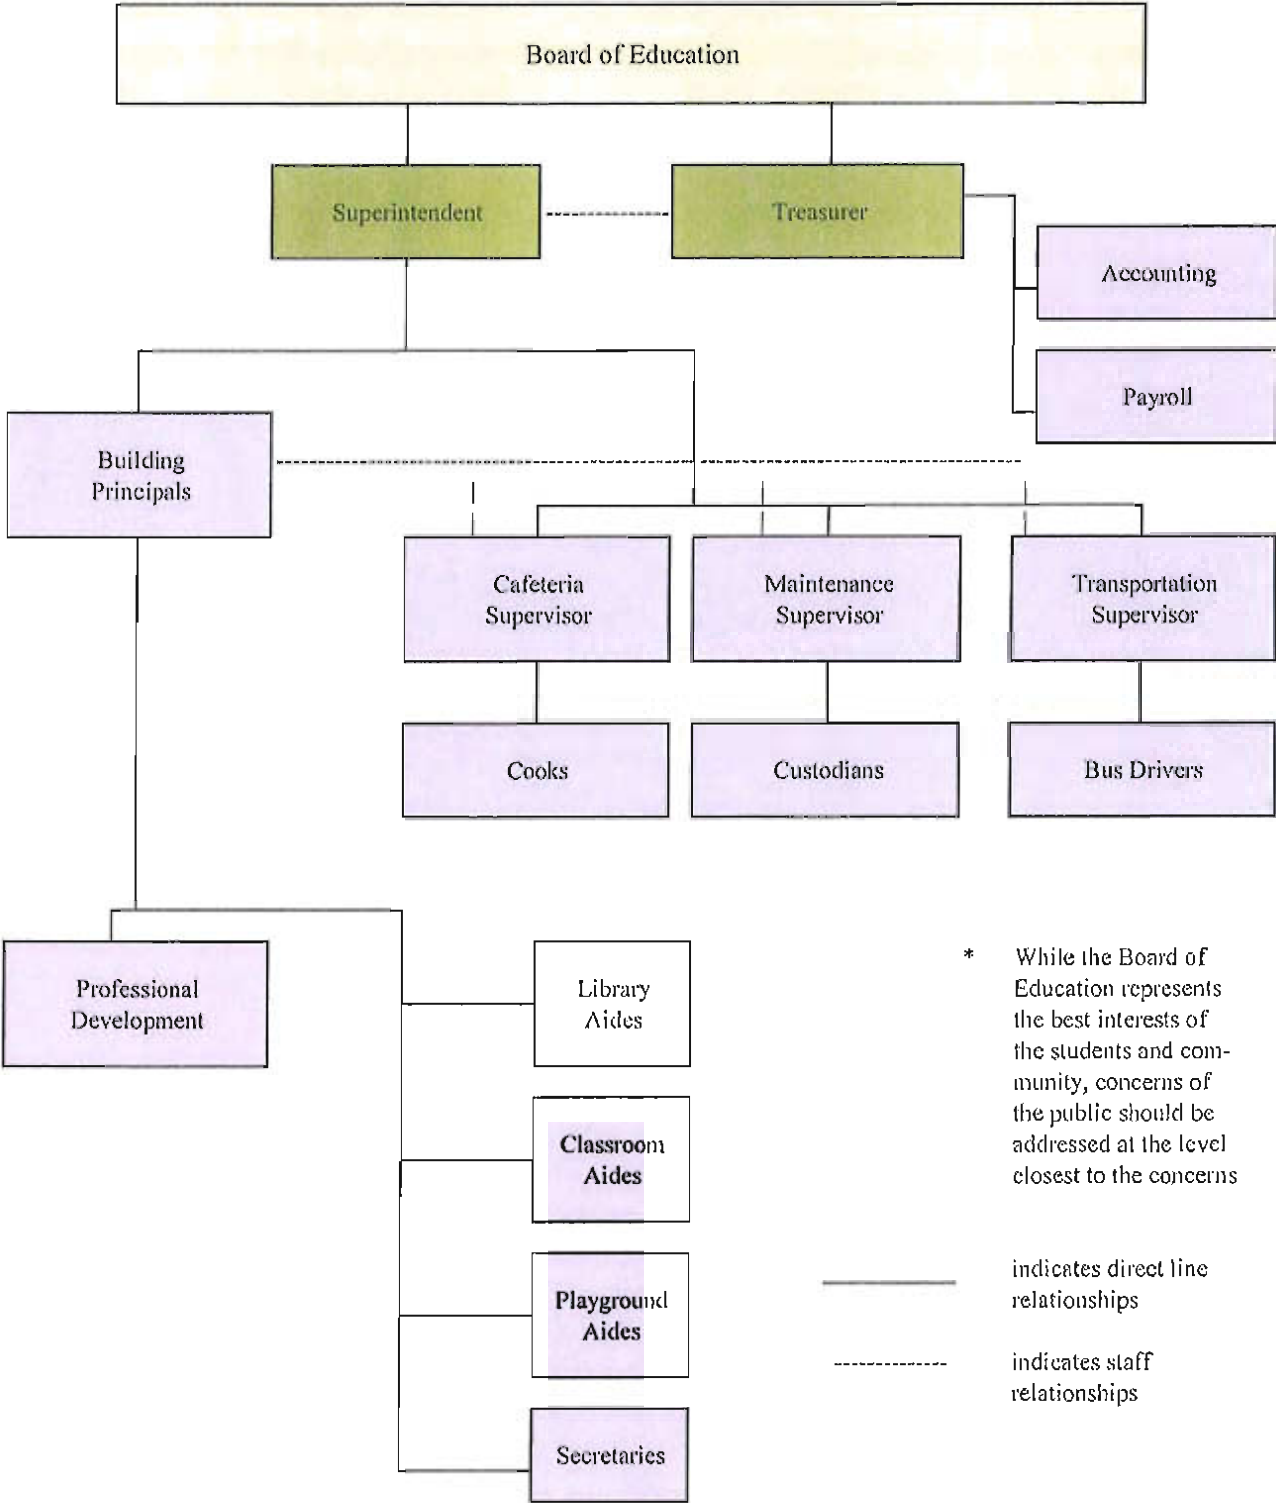 Board of Education
Superintendent
Treasurer
Accounting
Payroll
Building
Principals
Cafeteria
Supervisor
Maintenance
Supervisor
Transportation
Supervisor
Cooks
Custodians
Bus Drivers
Professional
Development
Library
Aides
Classroom
Aides
Playground
Aides
Secretaries
* While the Board of
Education represents
the best interests of
the students and com-
munity, concerns of
the public should be
addressed at the level
closest to the concerns
indicates direct line
relationships
indicates staff
relationships